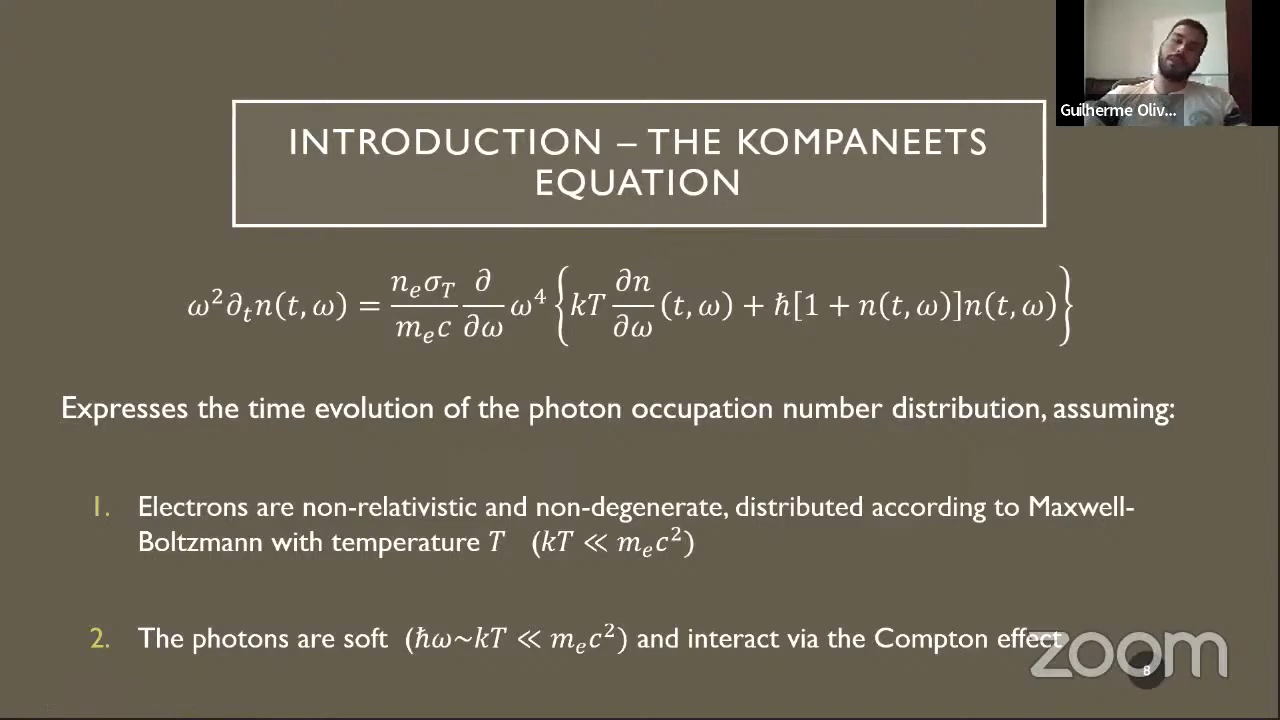 Guilherme Oliv...
INTRODUCTION – THE KOMPANEETS
EQUATION
ω²∂ₜn(t, ω) = \frac{nₑσ_T}{mₑc} \frac{∂}{∂ω} ω⁴ {kT \frac{∂n}{∂ω} (t, ω) + ℏ[1 + n(t, ω)]n(t, ω)}
Expresses the time evolution of the photon occupation number distribution, assuming:
1. Electrons are non-relativistic and non-degenerate, distributed according to Maxwell-
Boltzmann with temperature T (kT ≪ mₑc²)
2. The photons are soft (ℏω~kT ≪ mₑc²) and interact via the Compton effect
zoom
8